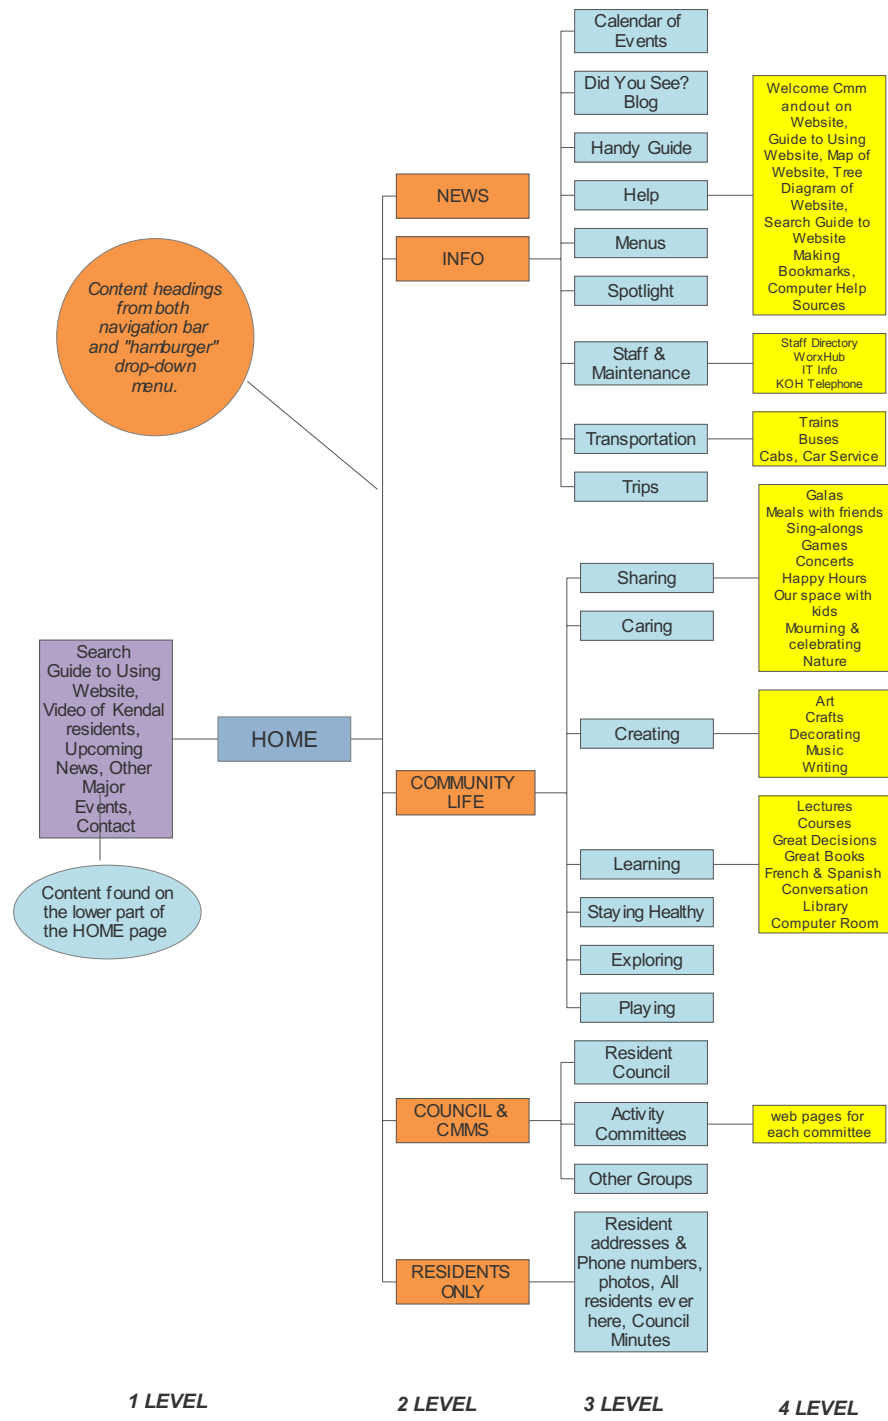 Calendar of
Events
Did You See?
Blog
Handy Guide
Help
Menus
Spotlight
Staff &
Maintenance
Transportation
Trips
Welcome Cmm
andout on
Website,
Guide to Using
Website, Map of
Website, Tree
Diagram of
Website,
Search Guide to
Website
Making
Bookmarks,
Computer Help
Sources
Staff Directory
WorxHub
IT Info
KOH Telephone
Trains
Buses
Cabs, Car Service
NEWS
INFO
Content headings
from both
navigation bar
and "hamburger"
drop-down
menu.
Search
Guide to Using
Website,
Video of Kendal
residents,
Upcoming
News, Other
Major
Events,
Contact
HOME
Content found on
the lower part of
the HOME page
COMMUNITY
LIFE
Sharing
Caring
Creating
Learning
Staying Healthy
Exploring
Playing
Galas
Meals with friends
Sing-alongs
Games
Concerts
Happy Hours
Our space with
kids
Mourning &
celebrating
Nature
Art
Crafts
Decorating
Music
Writing
Lectures
Courses
Great Decisions
Great Books
French & Spanish
Conversation
Library
Computer Room
COUNCIL &
CMMS
Resident
Council
Activity
Committees
Other Groups
web pages for
each committee
RESIDENTS
ONLY
Resident
addresses &
Phone numbers,
photos, All
residents ever
here, Council
Minutes
1 LEVEL
2 LEVEL
3 LEVEL
4 LEVEL